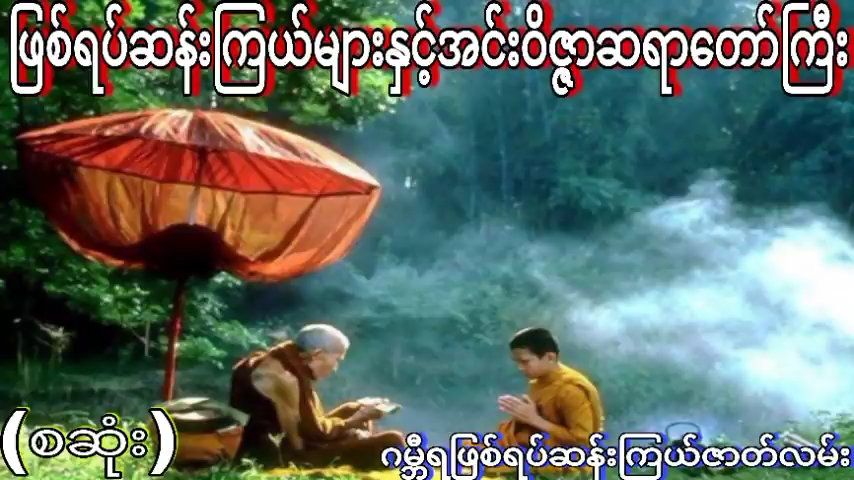 ဖြစ်ရပ်ဆန်းကြယ်များနှင့်အင်းဝိဇ္ဇာဆရာတော်ကြီး
(စဆုံး)
ဂမ္ဘီရဖြစ်ရပ်ဆန်းကြယ်ဇာတ်လမ်း